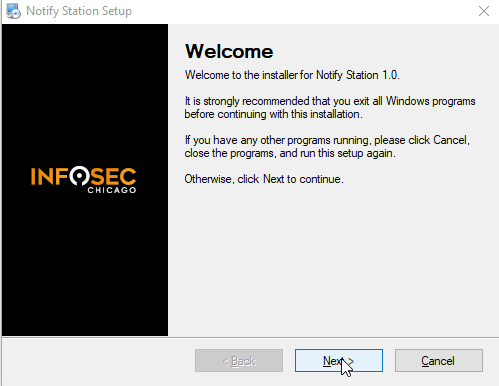 Notify Station Setup
Welcome
Welcome to the installer for Notify Station 1.0.
It is strongly recommended that you exit all Windows programs
before continuing with this installation.
If you have any other programs running, please click Cancel,
close the programs, and run this setup again.
Otherwise, click Next to continue.
INFOSEC
CHICAGO
< Back
Next >
Cancel